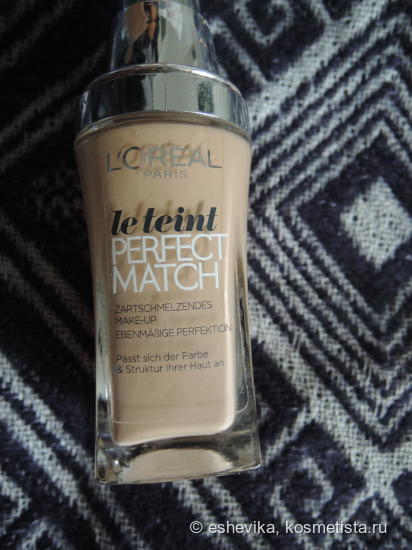 L'ORÉAL
PARIS
le teint
PERFECT
MATCH
ZARTSCHMELZENDES
MAKE-UP
EBENMÄßIGE PERFEKTION
Passt sich der Farbe
& Struktur Ihrer Haut an
© eshevika, kosmetista.ru